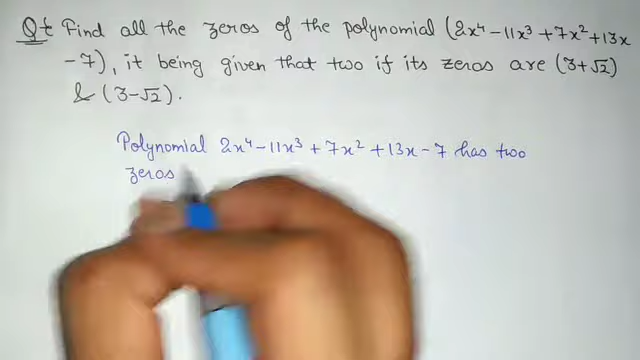 Qt Find all the zeros of the polynomial (2x⁴-11x³+7x²+13x
-7), it being given that two if its zeros are (3+√2)
& (3-√2).
Polynomial 2x⁴-11x³+7x²+13x-7 has two
zeros